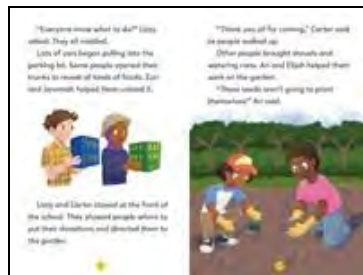 "Everyone know what to do?" Lizzy
asked. They all nodded.
Lots of cars began pulling into the
parking lot. Some people opened their
trunks to reveal all kinds of foods. Zuri
and Jeremiah helped them unload it.
Lizzy and Carter stayed at the front of
the school. They showed people where to
put their donations and directed them to
the garden.
"Thank you all for coming," Carter said
as people walked up.
Other people brought shovels and
watering cans. Ari and Elijah helped them
work on the garden.
"These seeds aren't going to plant
themselves!" Ari said.